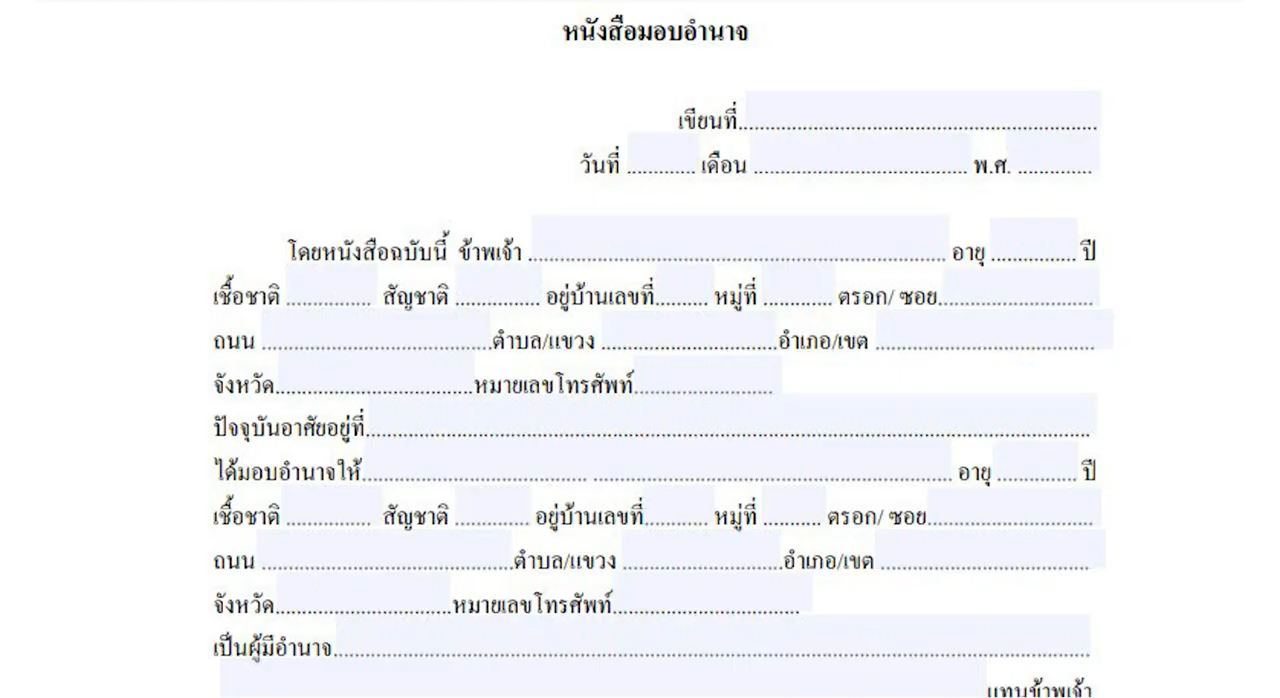 หนังสือมอบอำนาจ
เขียนที่......................................................................
วันที่ ............. เดือน ......................................... พ.ศ. ..............
โดยหนังสือฉบับนี้ ข้าพเจ้า ................................................................................ อายุ ................ ปี
เชื้อชาติ ................ สัญชาติ ................ อยู่บ้านเลขที่.......... หมู่ที่ ............. ตรอก/ ซอย..............................
ถนน .............................................ตำบล/แขวง ..................................อำเภอ/เขต ...........................................
จังหวัด.......................................หมายเลขโทรศัพท์...........................
ปัจจุบันอาศัยอยู่ที่..............................................................................................................................................
ได้มอบอำนาจให้............................................ ...................................................................... อายุ ............... ปี
เชื้อชาติ ................ สัญชาติ .............. อยู่บ้านเลขที่............ หมู่ที่ ........... ตรอก/ ซอย................................
ถนน .................................................ตำบล/แขวง ...............................อำเภอ/เขต .........................................
จังหวัด..................................หมายเลขโทรศัพท์.....................................
เป็นผู้มีอำนาจ.....................................................................................................................................................
แทนข้าพเจ้า